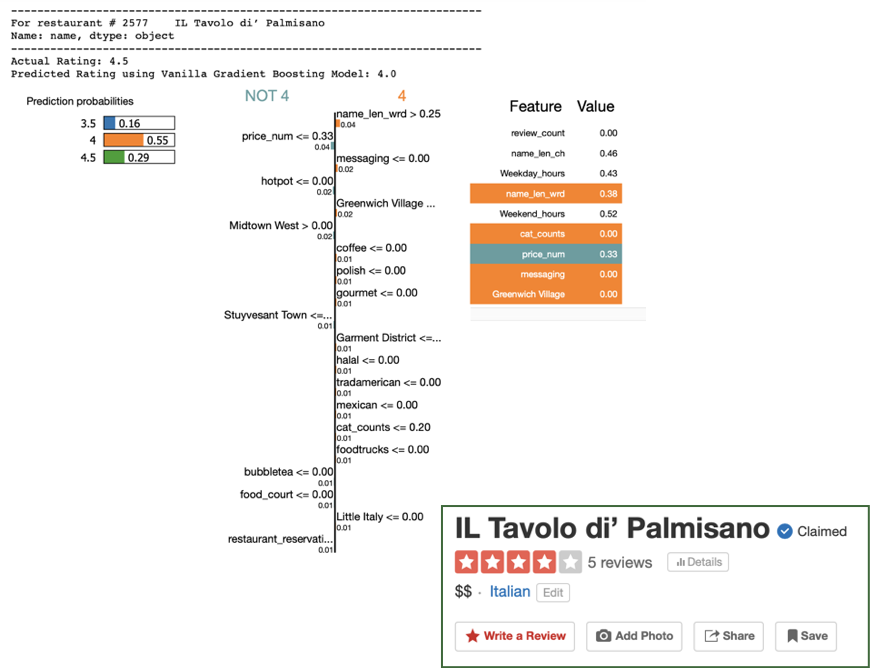 --------------------------------------------------------------------
For restaurant # 2577    IL Tavolo di’ Palmisano
Name: name, dtype: object
--------------------------------------------------------------------
Actual Rating: 4.5
Predicted Rating using Vanilla Gradient Boosting Model: 4.0
Prediction probabilities
3.5 0.16
4 0.55
4.5 0.29
NOT 4 4
name_len_wrd > 0.25
0.04
price_num <= 0.33
0.04
messaging <= 0.00
0.02
hotpot <= 0.00
0.02
Greenwich Village ...
0.02
Midtown West > 0.00
0.02
coffee <= 0.00
0.01
polish <= 0.00
0.01
gourmet <= 0.00
0.01
Stuyvesant Town <=...
0.01
Garment District <=...
0.01
halal <= 0.00
0.01
tradamerican <= 0.00
0.01
mexican <= 0.00
0.01
cat_counts <= 0.20
0.01
foodtrucks <= 0.00
0.01
bubbletea <= 0.00
0.01
food_court <= 0.00
0.01
Little Italy <= 0.00
0.01
restaurant_reservati...
0.01
Feature Value
review_count 0.00
name_len_ch 0.46
Weekday_hours 0.43
name_len_wrd 0.38
Weekend_hours 0.52
cat_counts 0.00
price_num 0.33
messaging 0.00
Greenwich Village 0.00
IL Tavolo di’ Palmisano Claimed
5 reviews Details
$$ · Italian Edit
Write a Review Add Photo Share Save